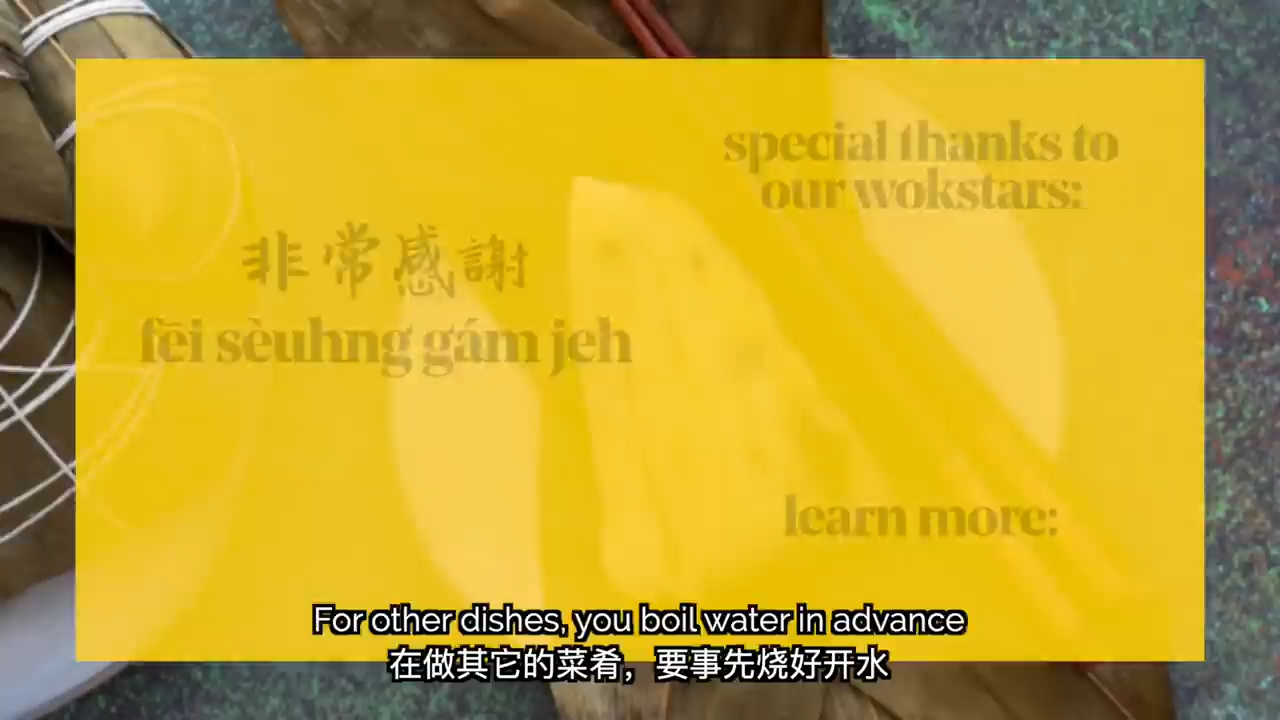 special thanks to
our wokstars:
非常感謝
fēi sèuhng gám jeh
learn more:
For other dishes, you boil water in advance
在做其它的菜肴，要事先烧好开水